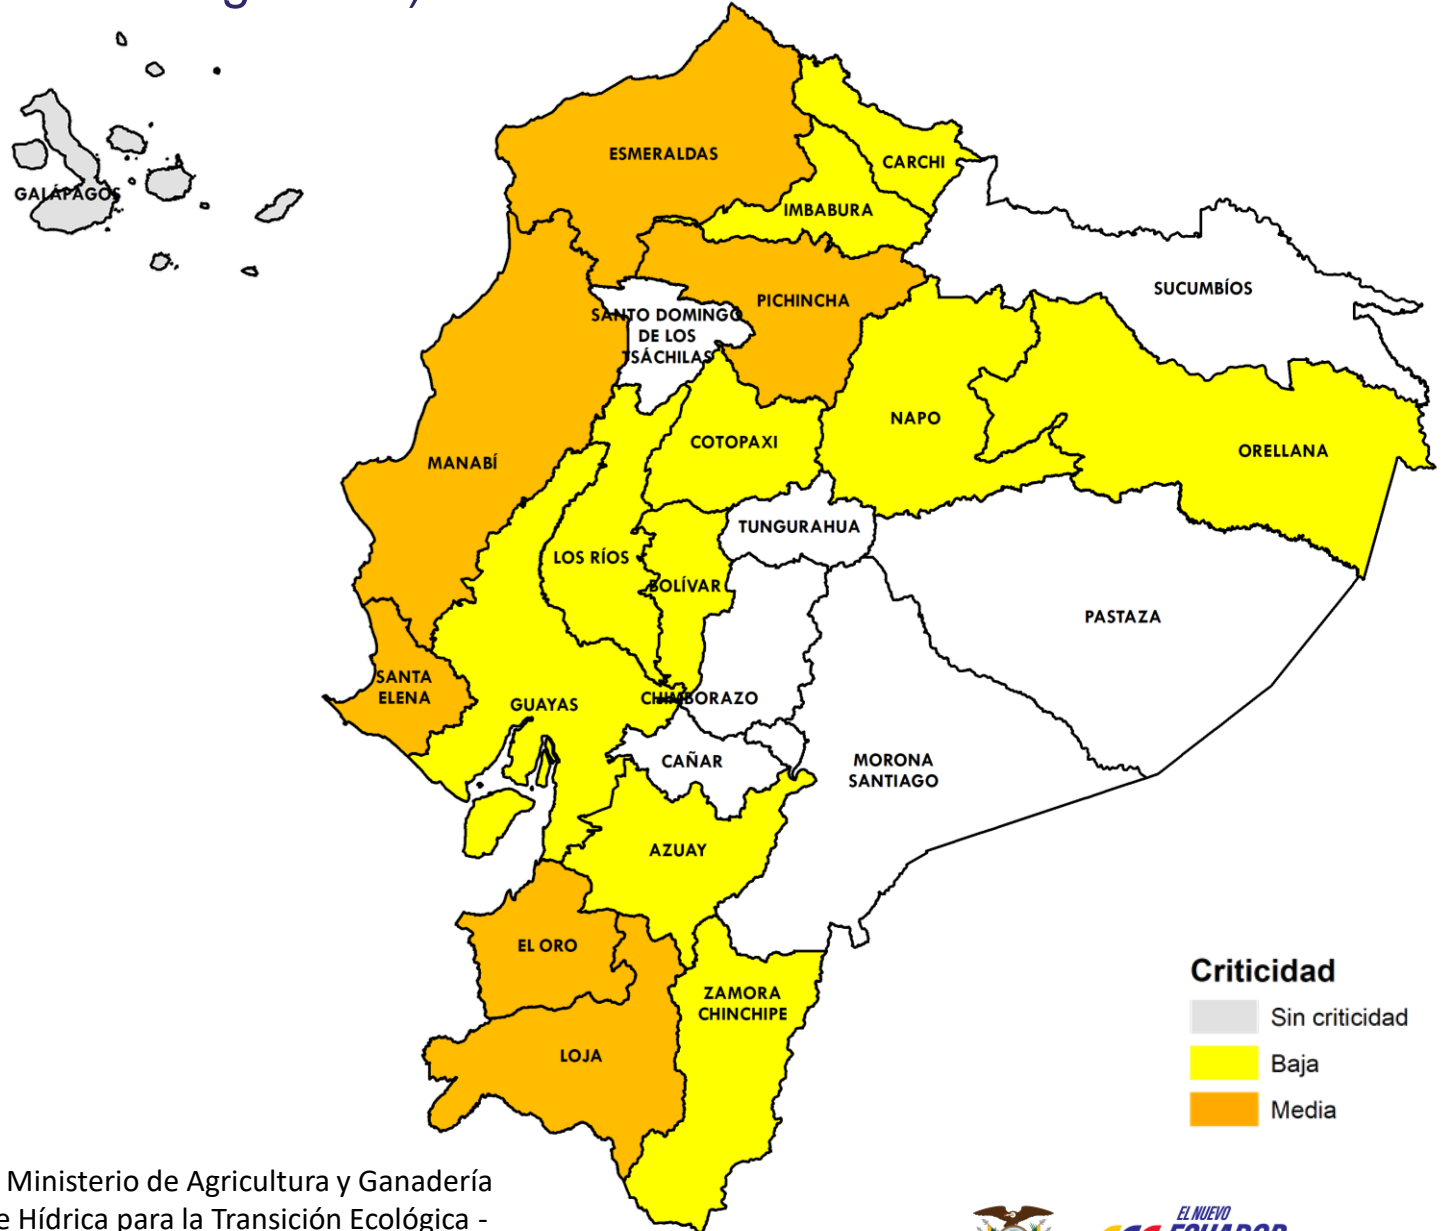 GALÁPAGOS
ESMERALDAS
CARCHI
IMBABURA
SUCUMBÍOS
PICHINCHA
SANTO DOMINGO
DE LOS
TSÁCHILAS
NAPO
COTOPAXI
ORELLANA
MANABÍ
TUNGURAHUA
LOS RÍOS
BOLÍVAR
PASTAZA
SANTA
ELENA
CHIMBORAZO
GUAYAS
CAÑAR
MORONA
SANTIAGO
AZUAY
EL ORO
ZAMORA
CHINCHIPE
LOJA
Criticidad
Sin criticidad
Baja
Media
Ministerio de Agricultura y Ganadería
e Hídrica para la Transición Ecológica -
EL NUEVO
ECUADOR